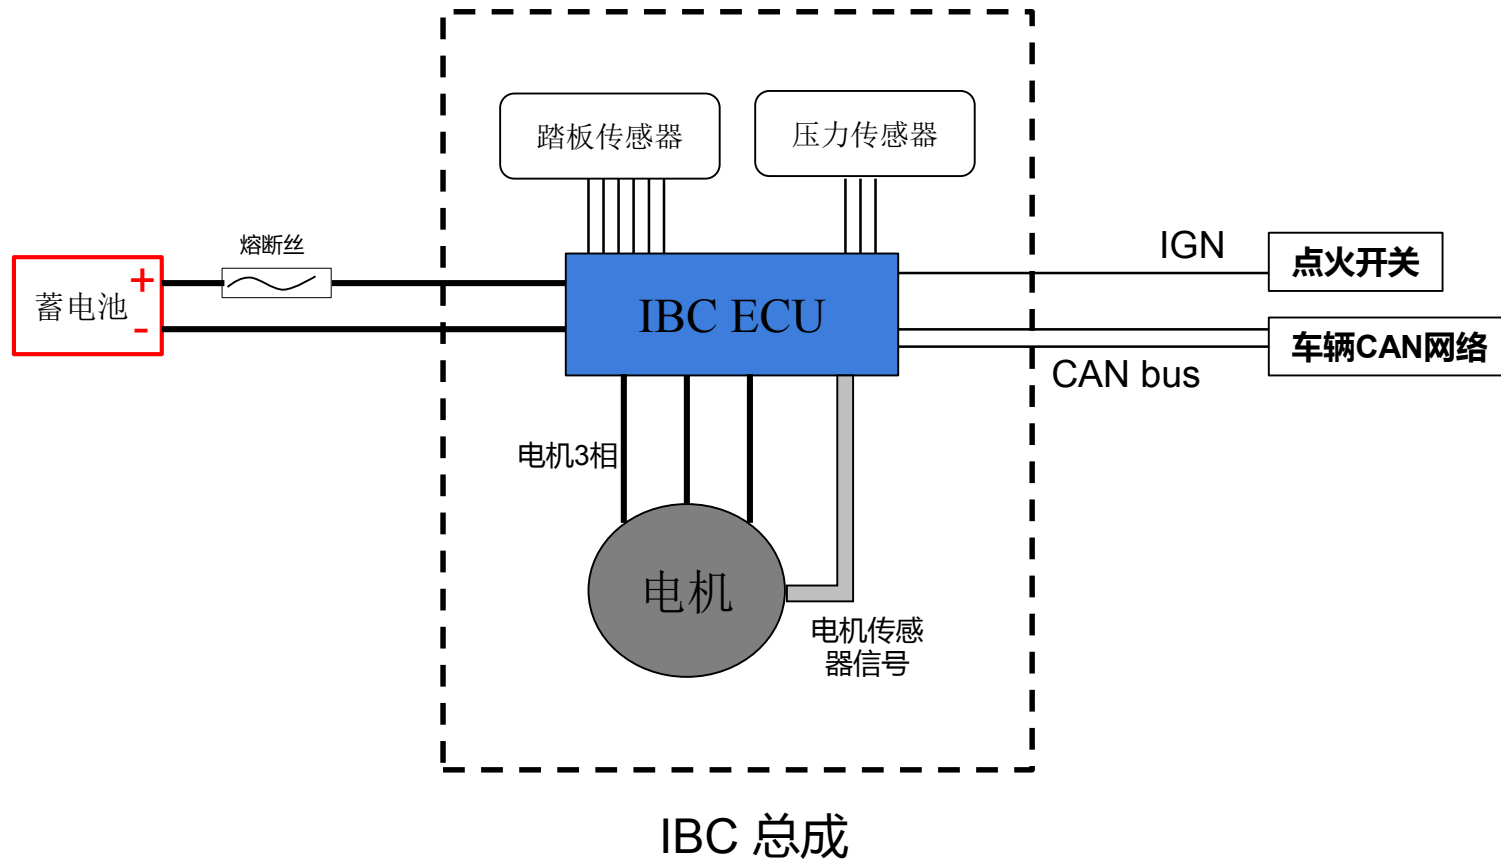 踏板传感器
压力传感器
熔断丝
IGN
点火开关
蓄电池
+
-
IBC ECU
车辆CAN网络
CAN bus
电机3相
电机
电机传感
器信号
IBC 总成